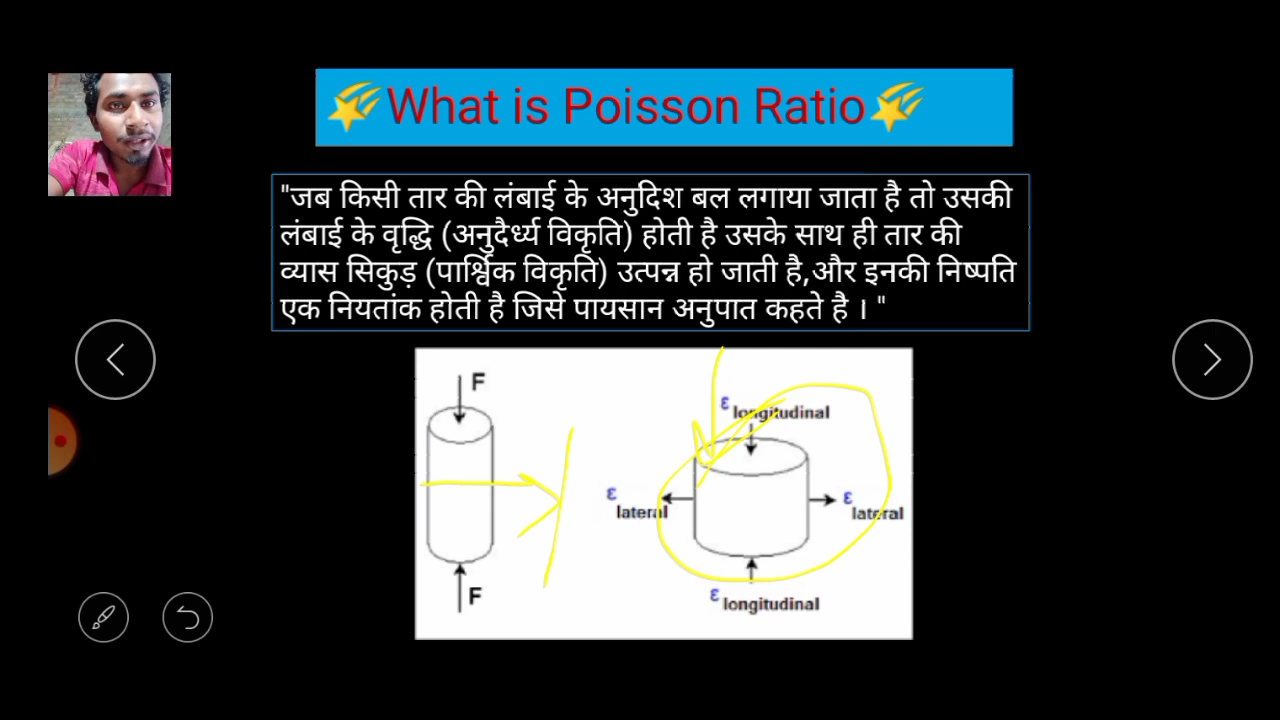 What is Poisson Ratio
"जब किसी तार की लंबाई के अनुदिश बल लगाया जाता है तो उसकी
लंबाई के वृद्धि (अनुदैर्ध्य विकृति) होती है उसके साथ ही तार की
व्यास सिकुड़ (पार्श्विक विकृति) उत्पन्न हो जाती है,और इनकी निष्पति
एक नियतांक होती है जिसे पायसान अनुपात कहते है । "
F
ε longitudinal
ε lateral
ε lateral
F
ε longitudinal